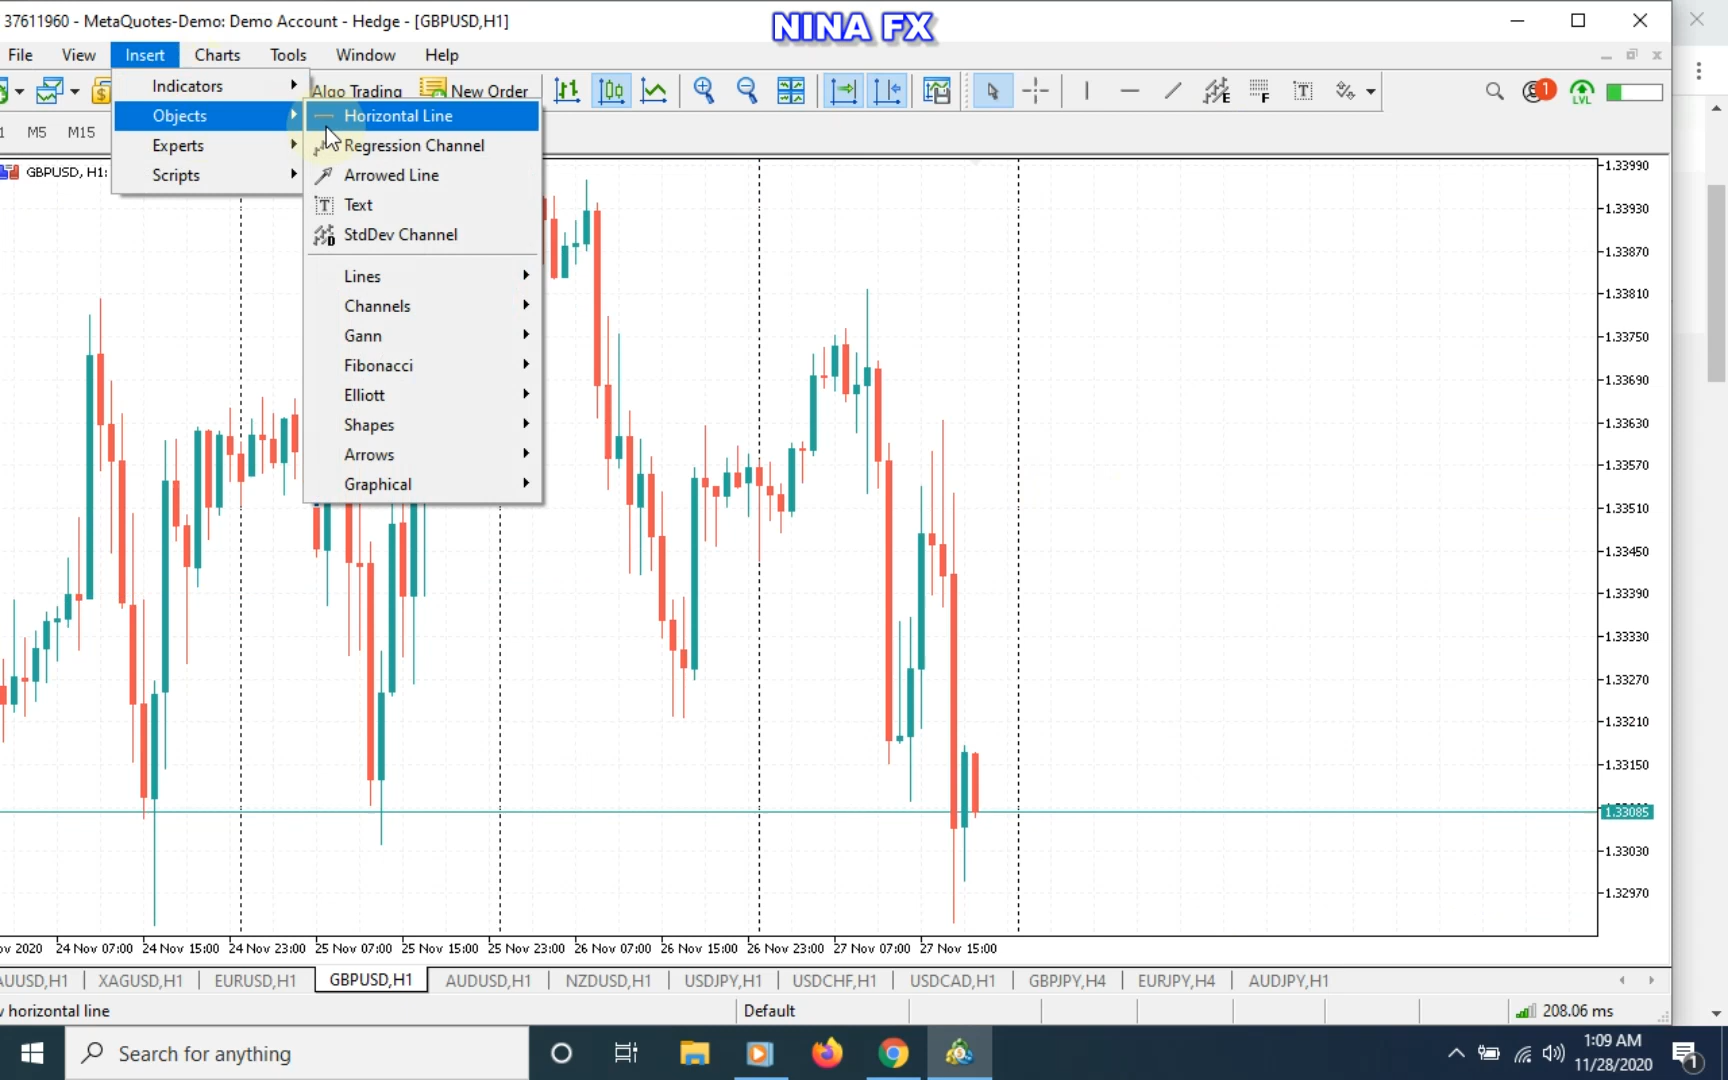 37611960 - MetaQuotes-Demo: Demo Account - Hedge - [GBPUSD,H1]
NINA FX
File View Insert Charts Tools Window Help
Indicators
Algo Trading
New Order
1
LVL
E
F
T
Objects
Horizontal Line
M5 M15
Experts
Regression Channel
GBPUSD, H1:
Scripts
Arrowed Line
Text
StdDev Channel
Lines
Channels
Gann
Fibonacci
Elliott
Shapes
Arrows
Graphical
1.33990
1.33930
1.33870
1.33810
1.33750
1.33690
1.33630
1.33570
1.33510
1.33450
1.33390
1.33330
1.33270
1.33210
1.33150
1.33085
1.33030
1.32970
ov 2020 24 Nov 07:00 24 Nov 15:00 24 Nov 23:00 25 Nov 07:00 25 Nov 15:00 25 Nov 23:00 26 Nov 07:00 26 Nov 15:00 26 Nov 23:00 27 Nov 07:00 27 Nov 15:00
AUUSD,H1 XAGUSD,H1 EURUSD,H1 GBPUSD,H1 AUDUSD,H1 NZDUSD,H1 USDJPY,H1 USDCHF,H1 USDCAD,H1 GBPJPY,H4 EURJPY,H4 AUDJPY,H1
w horizontal line
Default
208.06 ms
Search for anything
1:09 AM
11/28/2020
1